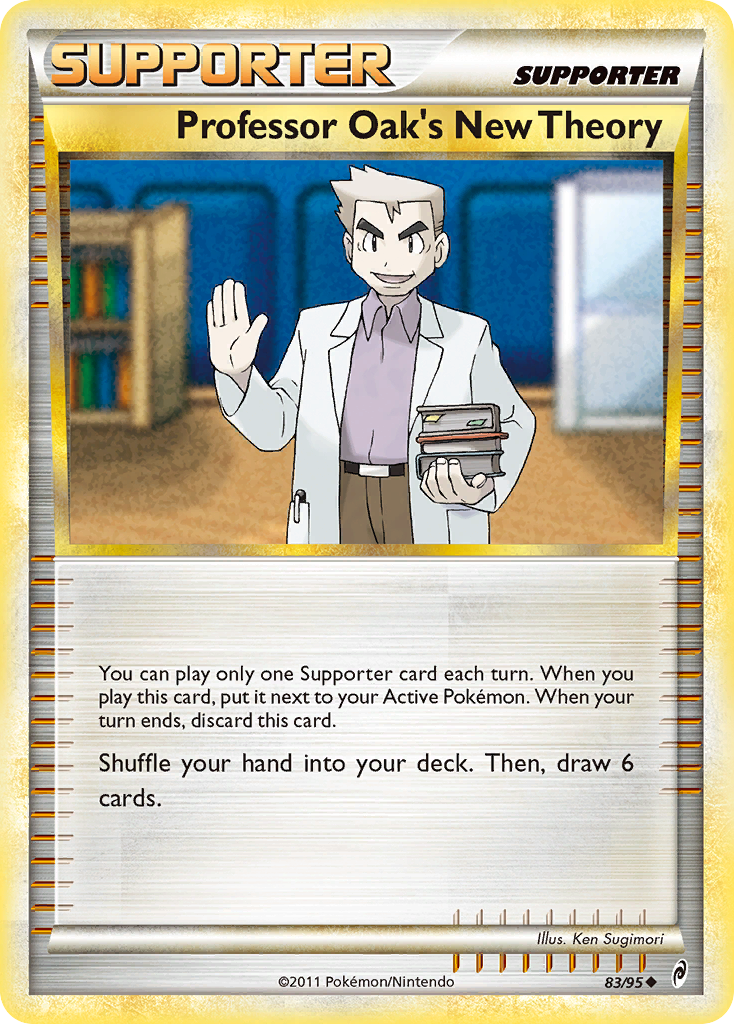 SUPPORTER
SUPPORTER
Professor Oak's New Theory
You can play only one Supporter card each turn. When you
play this card, put it next to your Active Pokémon. When your
turn ends, discard this card.
Shuffle your hand into your deck. Then, draw 6
cards.
Illus. Ken Sugimori
©2011 Pokémon/Nintendo
83/95